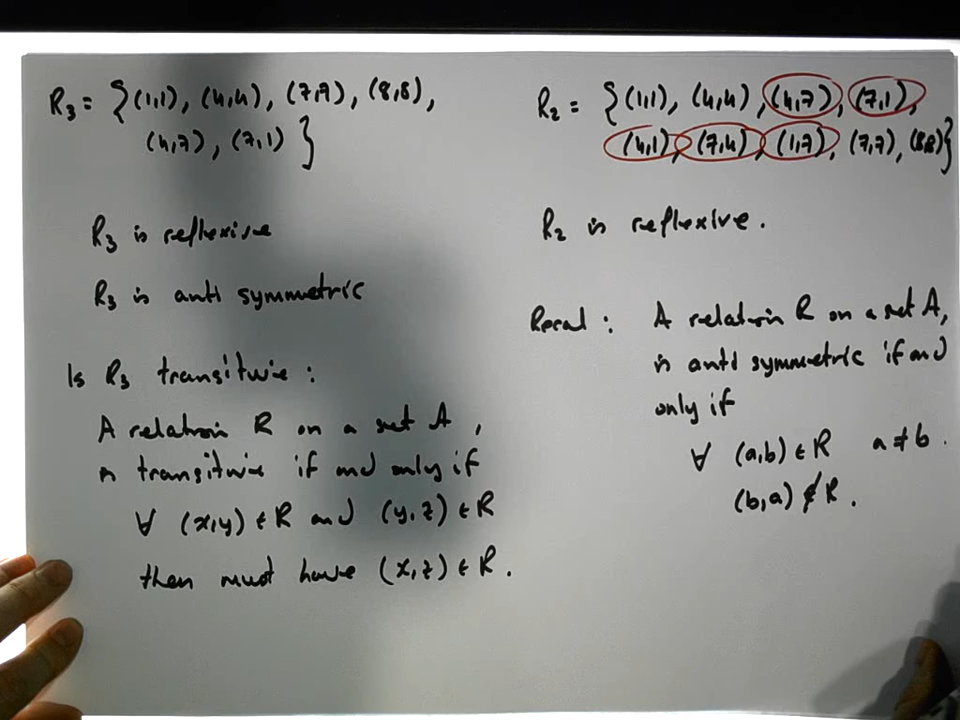 R3 = {(1,1), (4,4), (7,7), (8,8),
(4,7), (7,1)}
R3 is reflexive
R3 is anti symmetric
Is R3 transitive :
A relation R on a set A ,
is transitive if and only if
∀ (x,y) ∈ R and (y,z) ∈ R
then must have (x,z) ∈ R .
R2 = {(1,1), (4,4), (4,7), (7,1),
(4,1), (7,4), (1,7), (7,7), (8,8)}
R2 is reflexive .
Recal : A relation R on a set A,
is anti symmetric if and
only if
∀ (a,b) ∈ R a ≠ b .
(b,a) ∉ R .